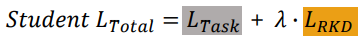 Student L_Total = L_Task + λ · L_RKD